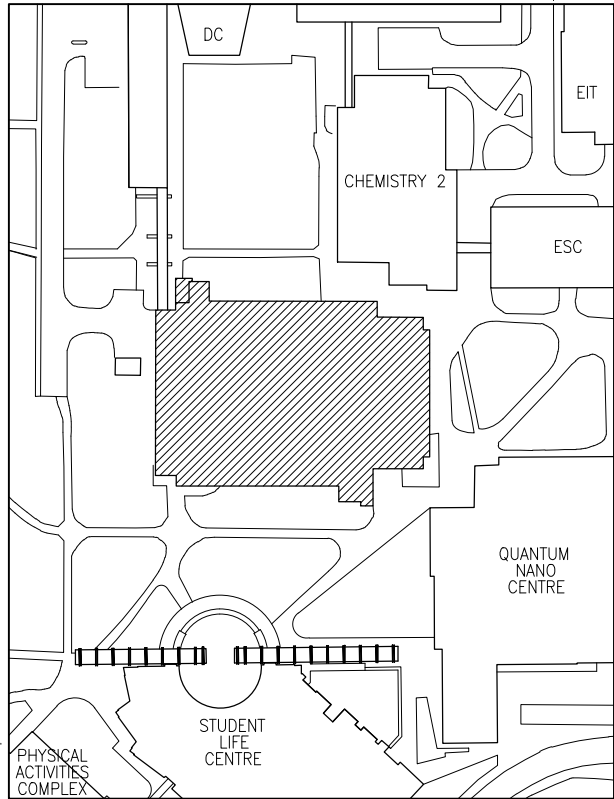 DC
EIT
CHEMISTRY 2
ESC
QUANTUM
NANO
CENTRE
STUDENT
LIFE
CENTRE
PHYSICAL
ACTIVITIES
COMPLEX